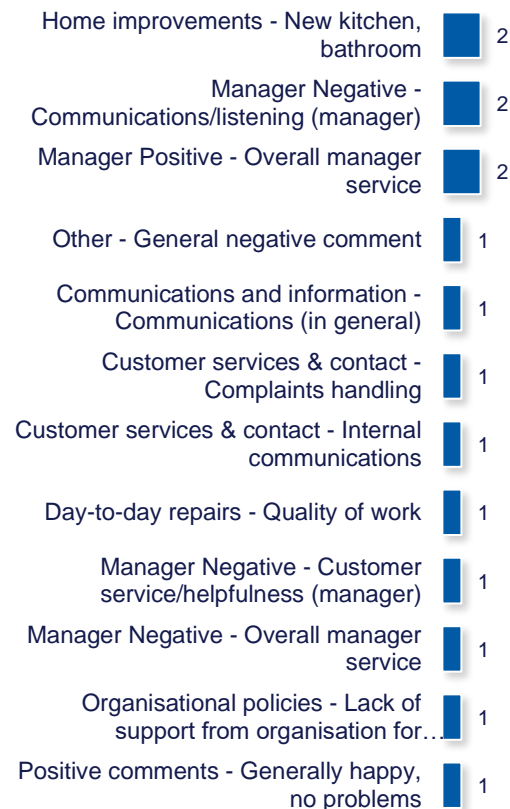 Home improvements - New kitchen,
bathroom
2
Manager Negative -
Communications/listening (manager)
2
Manager Positive - Overall manager
service
2
Other - General negative comment
1
Communications and information -
Communications (in general)
1
Customer services & contact -
Complaints handling
1
Customer services & contact - Internal
communications
1
Day-to-day repairs - Quality of work
1
Manager Negative - Customer
service/helpfulness (manager)
1
Manager Negative - Overall manager
service
1
Organisational policies - Lack of
support from organisation for…
1
Positive comments - Generally happy,
no problems
1